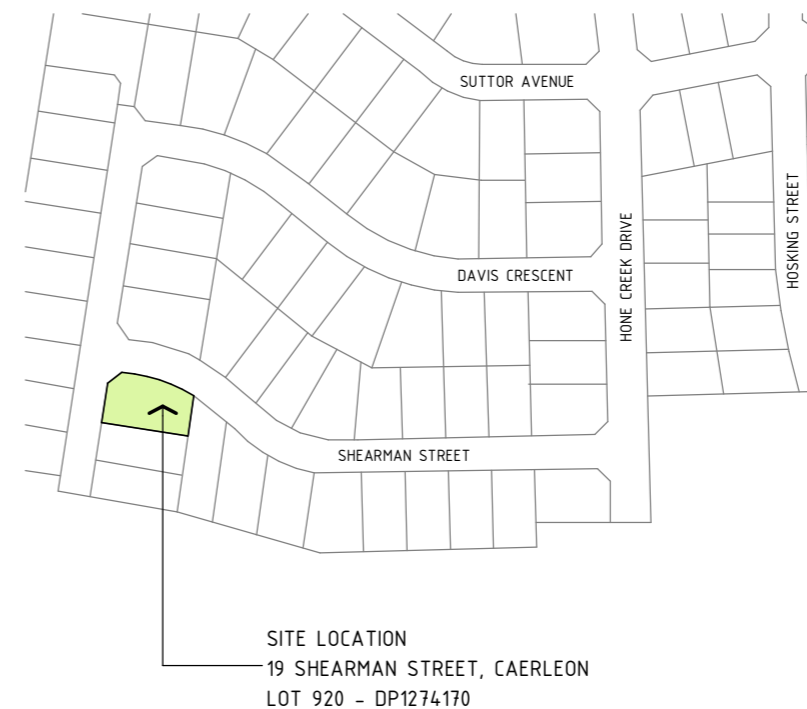 SUTTOR AVENUE
DAVIS CRESCENT
HONE CREEK DRIVE
HOSKING STREET
SHEARMAN STREET
SITE LOCATION
19 SHEARMAN STREET, CAERLEON
LOT 920 - DP1274170